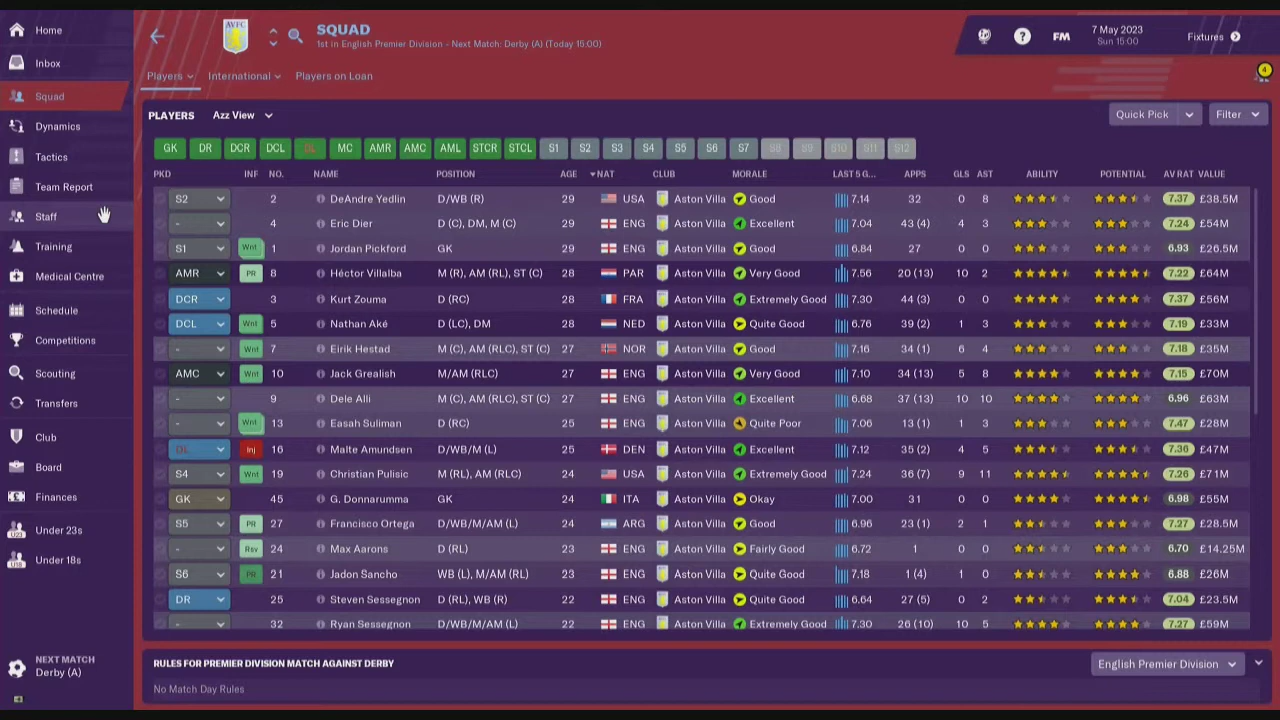 Home
Inbox
Squad
Dynamics
Tactics
Team Report
Staff
Training
Medical Centre
Schedule
Competitions
Scouting
Transfers
Club
Board
Finances
Under 23s
Under 18s
NEXT MATCH
Derby (A)
AVFC
SQUAD
1st in English Premier Division - Next Match: Derby (A) (Today 15:00)
? FM
7 May 2023
Sun 15:00
Fixtures
Players International Players on Loan
4
PLAYERS Azz View Quick Pick Filter
GK DR DCR DCL DL MC AMR AMC AML STCR STCL S1 S2 S3 S4 S5 S6 S7 S8 S9 S10 S11 S12
PKD INF NO. NAME POSITION AGE NAT CLUB MORALE LAST 5 G... APPS GLS AST ABILITY POTENTIAL AV RAT VALUE
S2 2 DeAndre Yedlin D/WB (R) 29 USA Aston Villa Good 7.14 32 0 8 7.37 £38.5M
- 4 Eric Dier D (C), DM, M (C) 29 ENG Aston Villa Excellent 7.04 43 (4) 4 3 7.24 £54M
S1 Wnt 1 Jordan Pickford GK 29 ENG Aston Villa Good 6.84 27 0 0 6.93 £26.5M
AMR PR 8 Héctor Villalba M (R), AM (RL), ST (C) 28 PAR Aston Villa Very Good 7.56 20 (13) 10 2 7.22 £64M
DCR 3 Kurt Zouma D (RC) 28 FRA Aston Villa Extremely Good 7.30 44 (3) 0 0 7.37 £56M
DCL Wnt 5 Nathan Aké D (LC), DM 28 NED Aston Villa Quite Good 6.76 39 (2) 1 3 7.19 £33M
- Wnt 7 Eirik Hestad M (C), AM (RLC), ST (C) 27 NOR Aston Villa Good 7.16 34 (1) 6 4 7.18 £35M
AMC Wnt 10 Jack Grealish M/AM (RLC) 27 ENG Aston Villa Very Good 7.10 34 (13) 5 8 7.15 £70M
- 9 Dele Alli M (C), AM (RLC), ST (C) 27 ENG Aston Villa Excellent 6.68 37 (13) 10 10 6.96 £63M
- Wnt 13 Easah Suliman D (RC) 25 ENG Aston Villa Quite Poor 7.06 13 (1) 1 3 7.47 £28M
DL Inj 16 Malte Amundsen D/WB/M (L) 25 DEN Aston Villa Excellent 7.12 35 (2) 4 5 7.36 £47M
S4 Wnt 19 Christian Pulisic M (RL), AM (RLC) 24 USA Aston Villa Extremely Good 7.24 36 (7) 9 11 7.26 £71M
GK 45 G. Donnarumma GK 24 ITA Aston Villa Okay 7.00 31 0 0 6.98 £55M
S5 PR 27 Francisco Ortega D/WB/M/AM (L) 24 ARG Aston Villa Good 6.96 23 (1) 2 1 7.27 £28.5M
- Rsv 24 Max Aarons D (RL) 23 ENG Aston Villa Fairly Good 6.72 1 0 0 6.70 £14.25M
S6 PR 21 Jadon Sancho WB (L), M/AM (RL) 23 ENG Aston Villa Quite Good 7.18 1 (4) 1 0 6.88 £26M
DR 25 Steven Sessegnon D (RL), WB (R) 22 ENG Aston Villa Quite Good 6.64 27 (5) 0 2 7.04 £23.5M
- 32 Ryan Sessegnon D/WB/M/AM (L) 22 ENG Aston Villa Extremely Good 7.30 26 (10) 10 5 7.27 £59M
RULES FOR PREMIER DIVISION MATCH AGAINST DERBY English Premier Division
No Match Day Rules